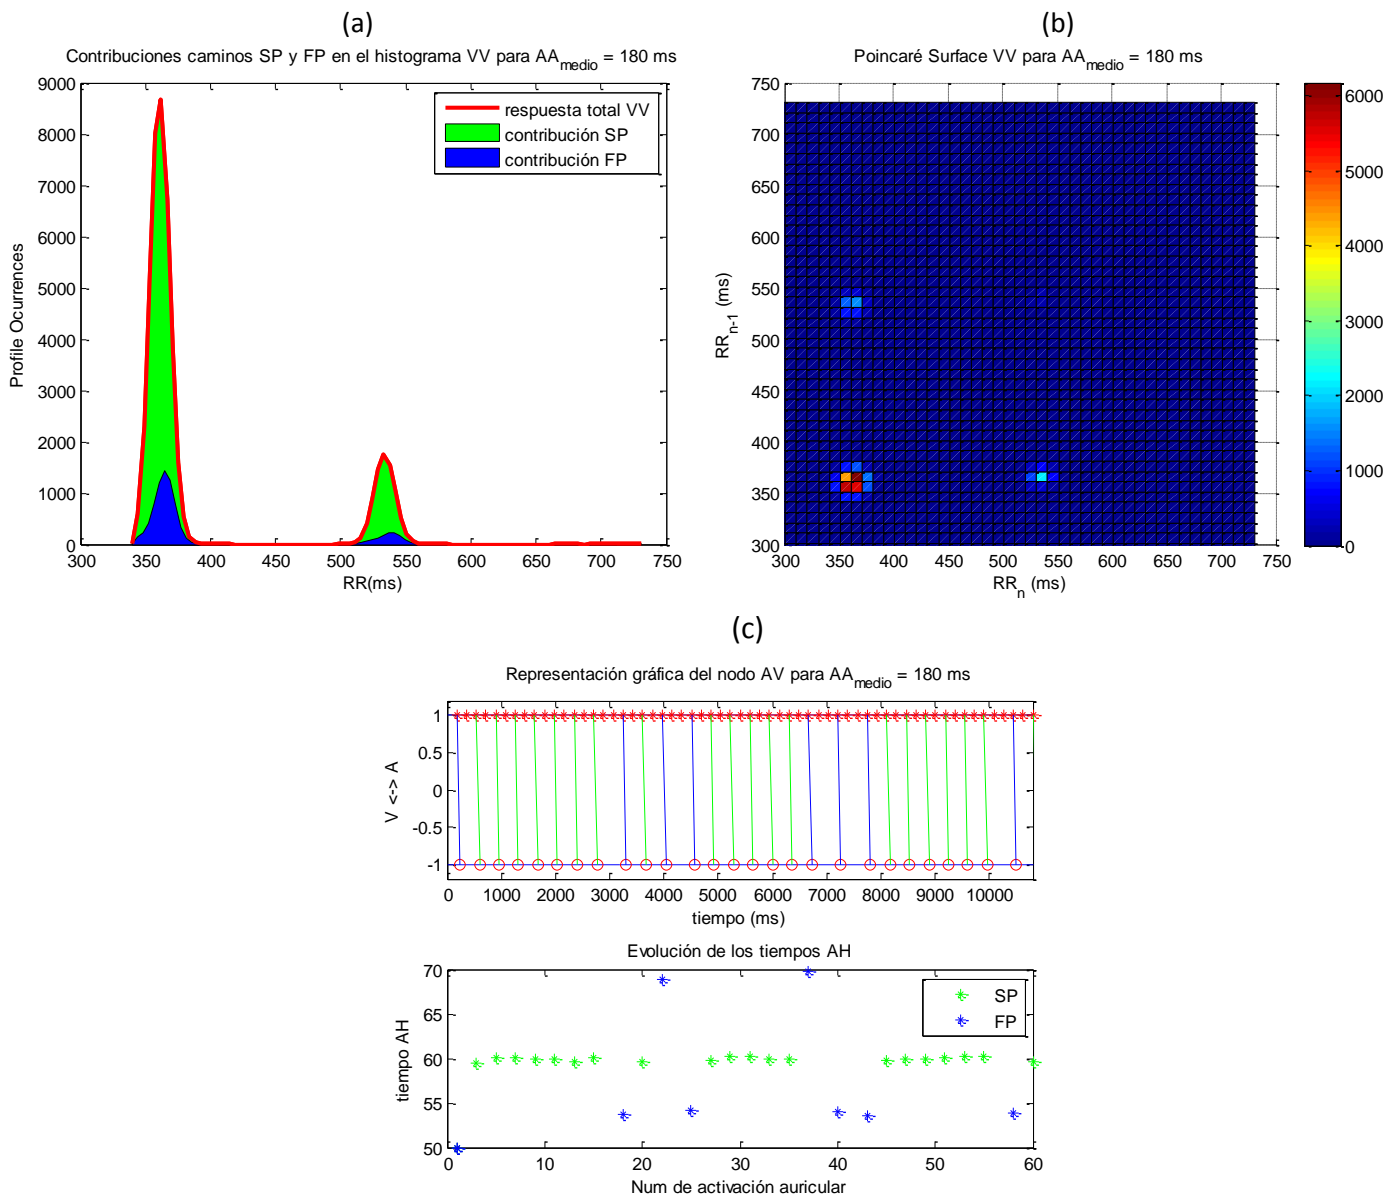 (a)
Contribuciones caminos SP y FP en el histograma VV para AA_medio = 180 ms
9000
8000
7000
6000
5000
4000
3000
2000
1000
0
Profile Ocurrences
respuesta total VV
contribución SP
contribución FP
300 350 400 450 500 550 600 650 700 750
RR(ms)
(b)
Poincaré Surface VV para AA_medio = 180 ms
750
700
650
600
550
500
450
400
350
300
RR_n-1 (ms)
300 350 400 450 500 550 600 650 700 750
RR_n (ms)
6000
5000
4000
3000
2000
1000
0
(c)
Representación gráfica del nodo AV para AA_medio = 180 ms
1
0.5
0
-0.5
-1
V <-> A
0 1000 2000 3000 4000 5000 6000 7000 8000 9000 10000
tiempo (ms)
Evolución de los tiempos AH
70
65
60
55
50
tiempo AH
SP
FP
0 10 20 30 40 50 60
Num de activación auricular